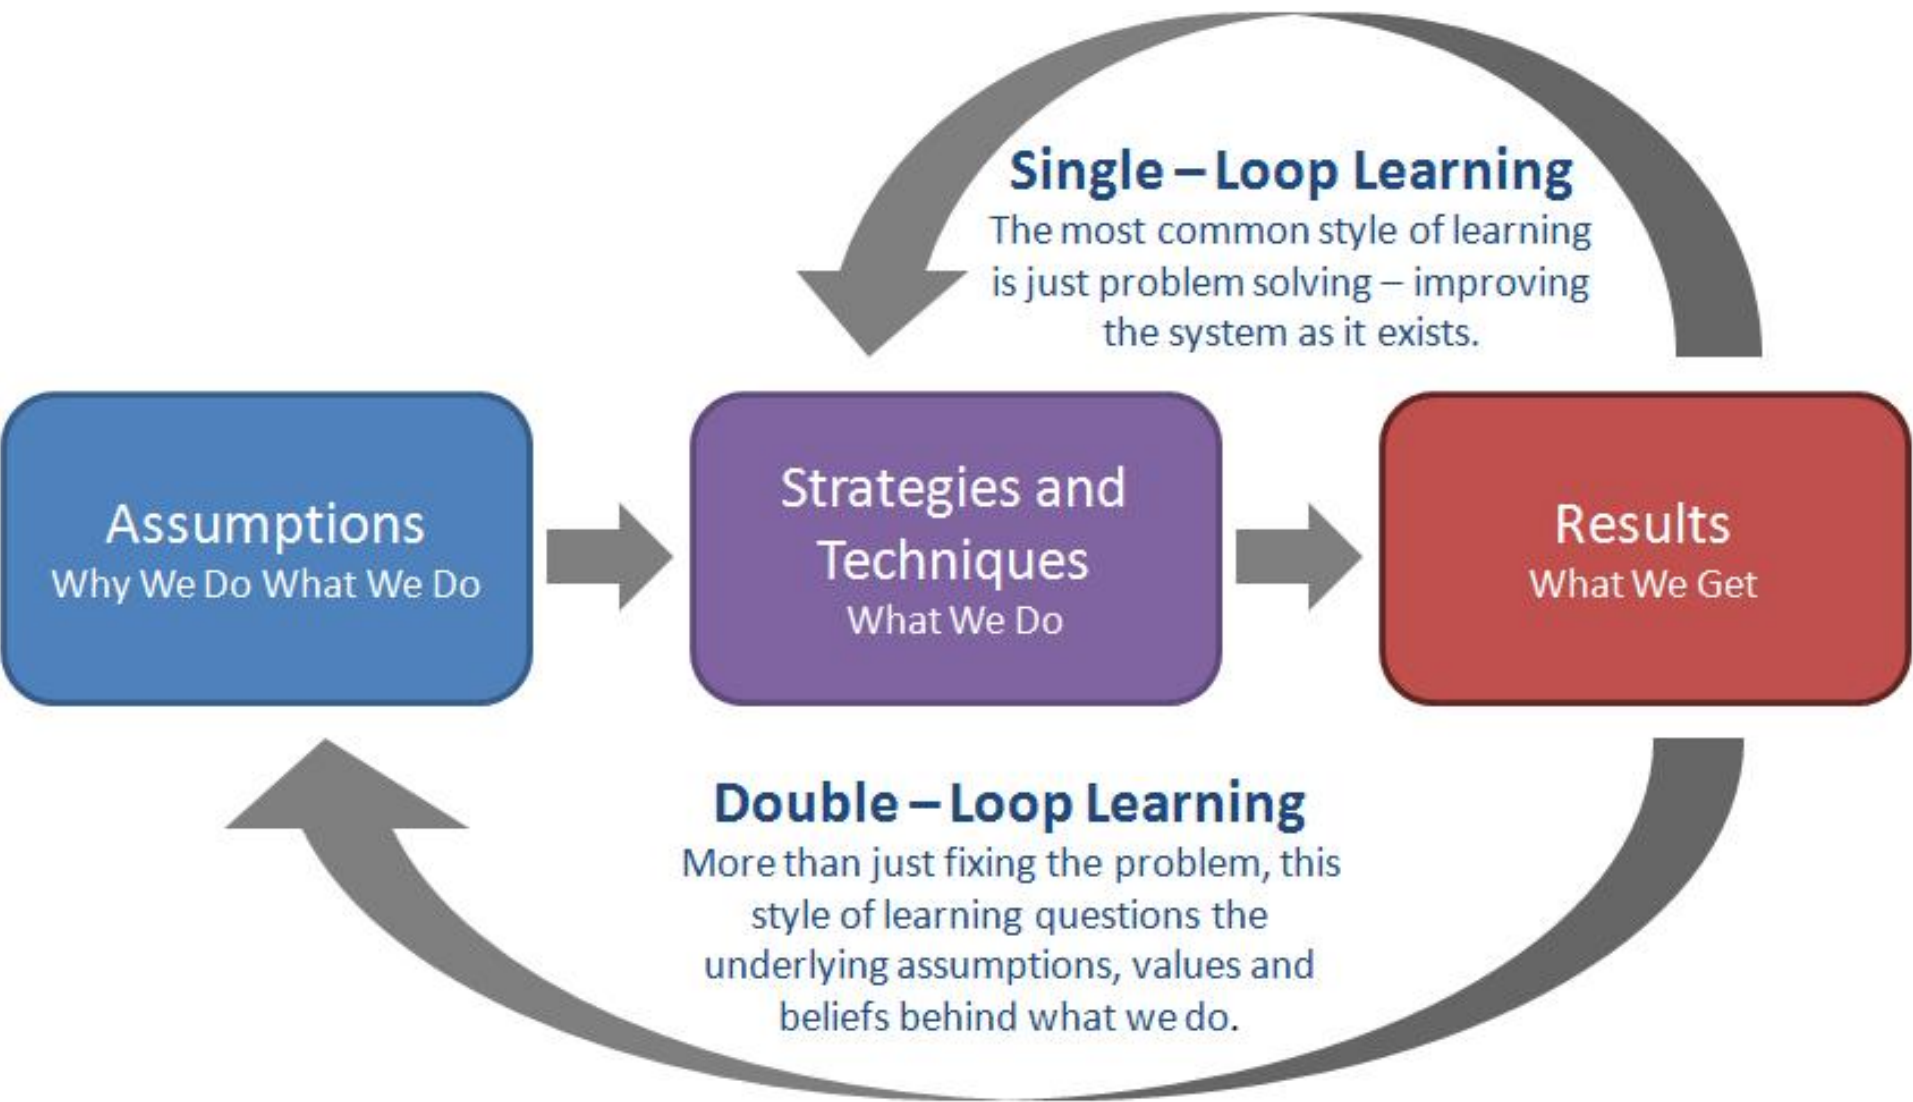 Single – Loop Learning
The most common style of learning
is just problem solving – improving
the system as it exists.
Assumptions
Why We Do What We Do
Strategies and
Techniques
What We Do
Results
What We Get
Double – Loop Learning
More than just fixing the problem, this
style of learning questions the
underlying assumptions, values and
beliefs behind what we do.